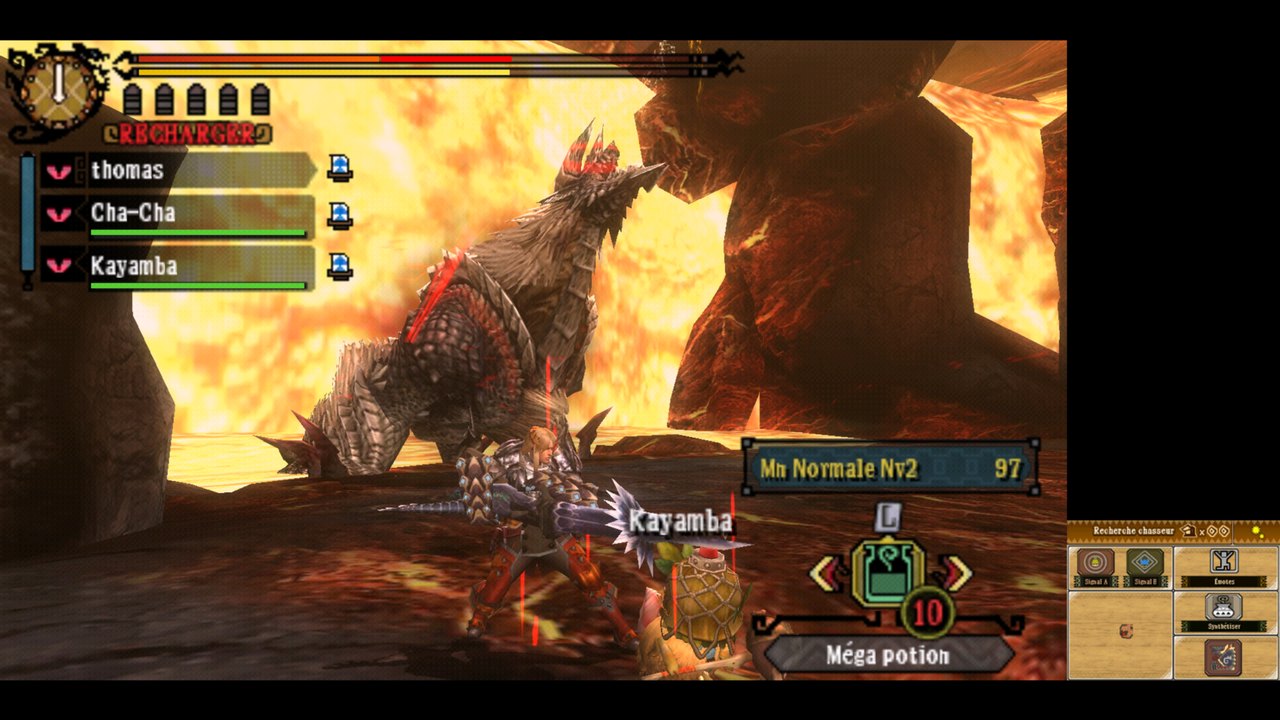 RECHARGER
thomas
Cha-Cha
Kayamba
Kayamba
Mn Normale Nv2 97
L
10
Méga potion
Recherche chasseur
Signal A Signal B Emotes
Synthétiser